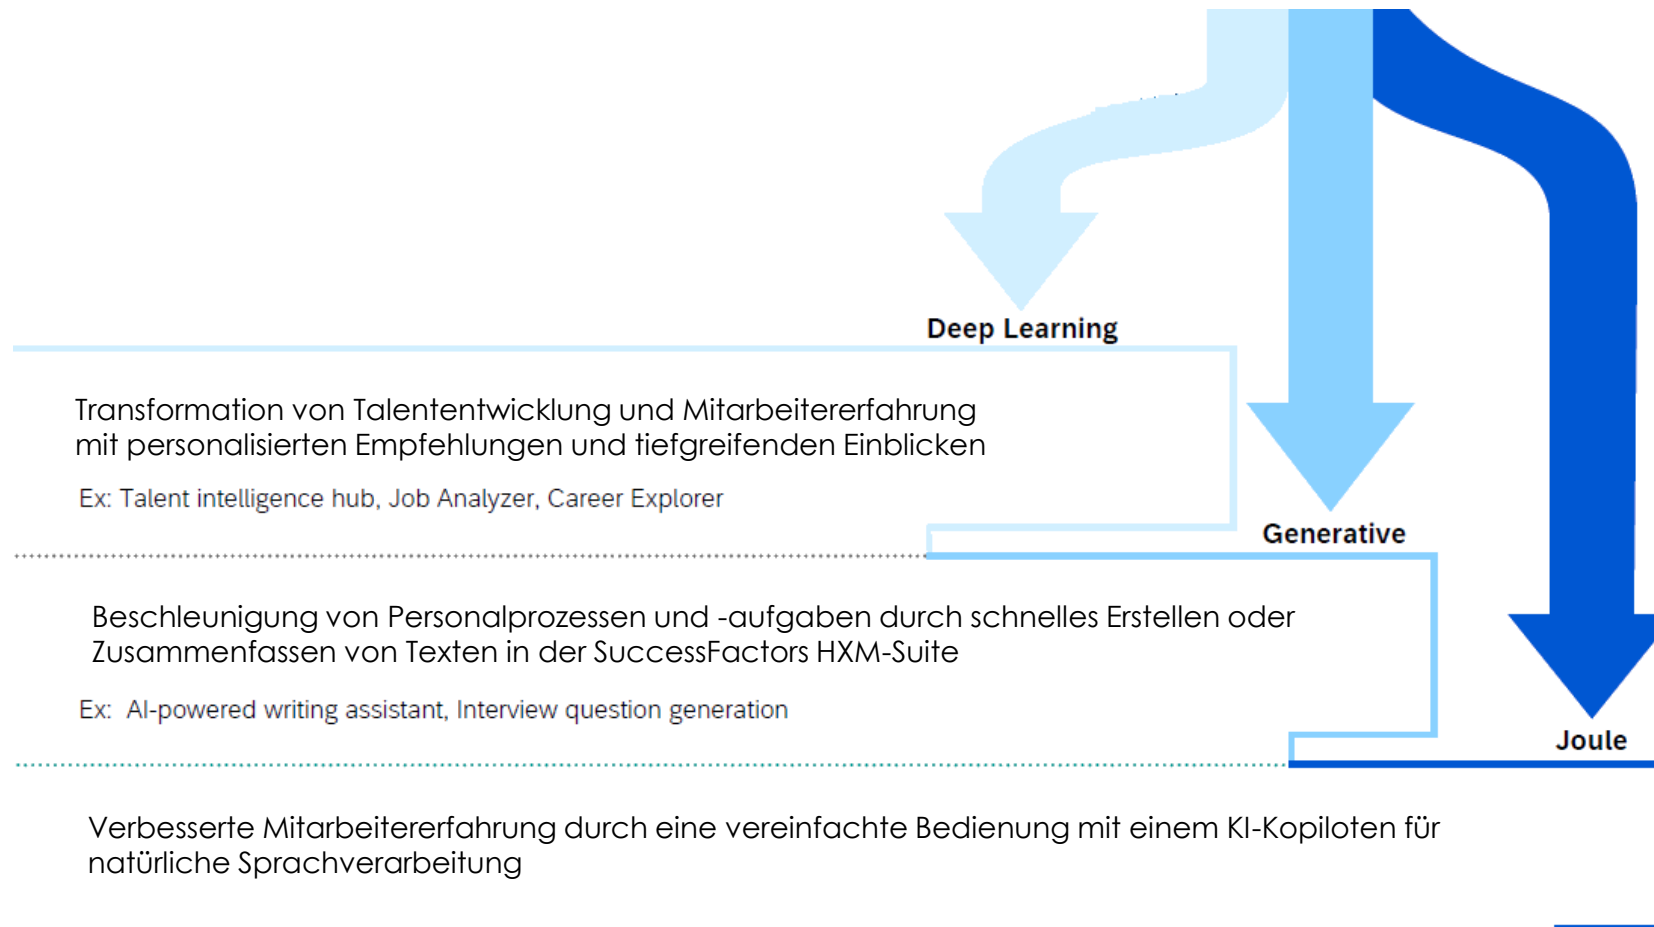 Deep Learning
Transformation von Talententwicklung und Mitarbeitererfahrung
mit personalisierten Empfehlungen und tiefgreifenden Einblicken
Ex: Talent intelligence hub, Job Analyzer, Career Explorer
Generative
Beschleunigung von Personalprozessen und -aufgaben durch schnelles Erstellen oder
Zusammenfassen von Texten in der SuccessFactors HXM-Suite
Ex:  AI-powered writing assistant, Interview question generation
Joule
Verbesserte Mitarbeitererfahrung durch eine vereinfachte Bedienung mit einem KI-Kopiloten für
natürliche Sprachverarbeitung